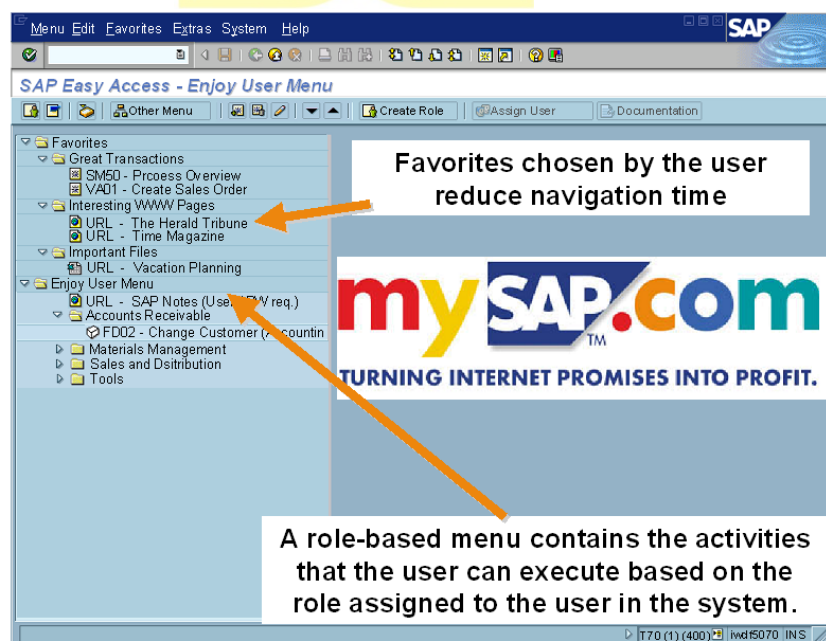 Menu Edit Favorites Extras System Help
SAP
SAP Easy Access - Enjoy User Menu
Other Menu Create Role Assign User Documentation
Favorites
Great Transactions
SM50 - Prcoess Overview
VA01 - Create Sales Order
Interesting WWW Pages
URL - The Herald Tribune
URL - Time Magazine
Important Files
URL - Vacation Planning
Enjoy User Menu
URL - SAP Notes (User req.)
Accounts Receivable
FD02 - Change Customer (Accountin
Materials Management
Sales and Dsitribution
Tools
Favorites chosen by the user
reduce navigation time
mySAP.com
TM
TURNING INTERNET PROMISES INTO PROFIT.
A role-based menu contains the activities
that the user can execute based on the
role assigned to the user in the system.
T70 (1) (400) iwdf5070 INS